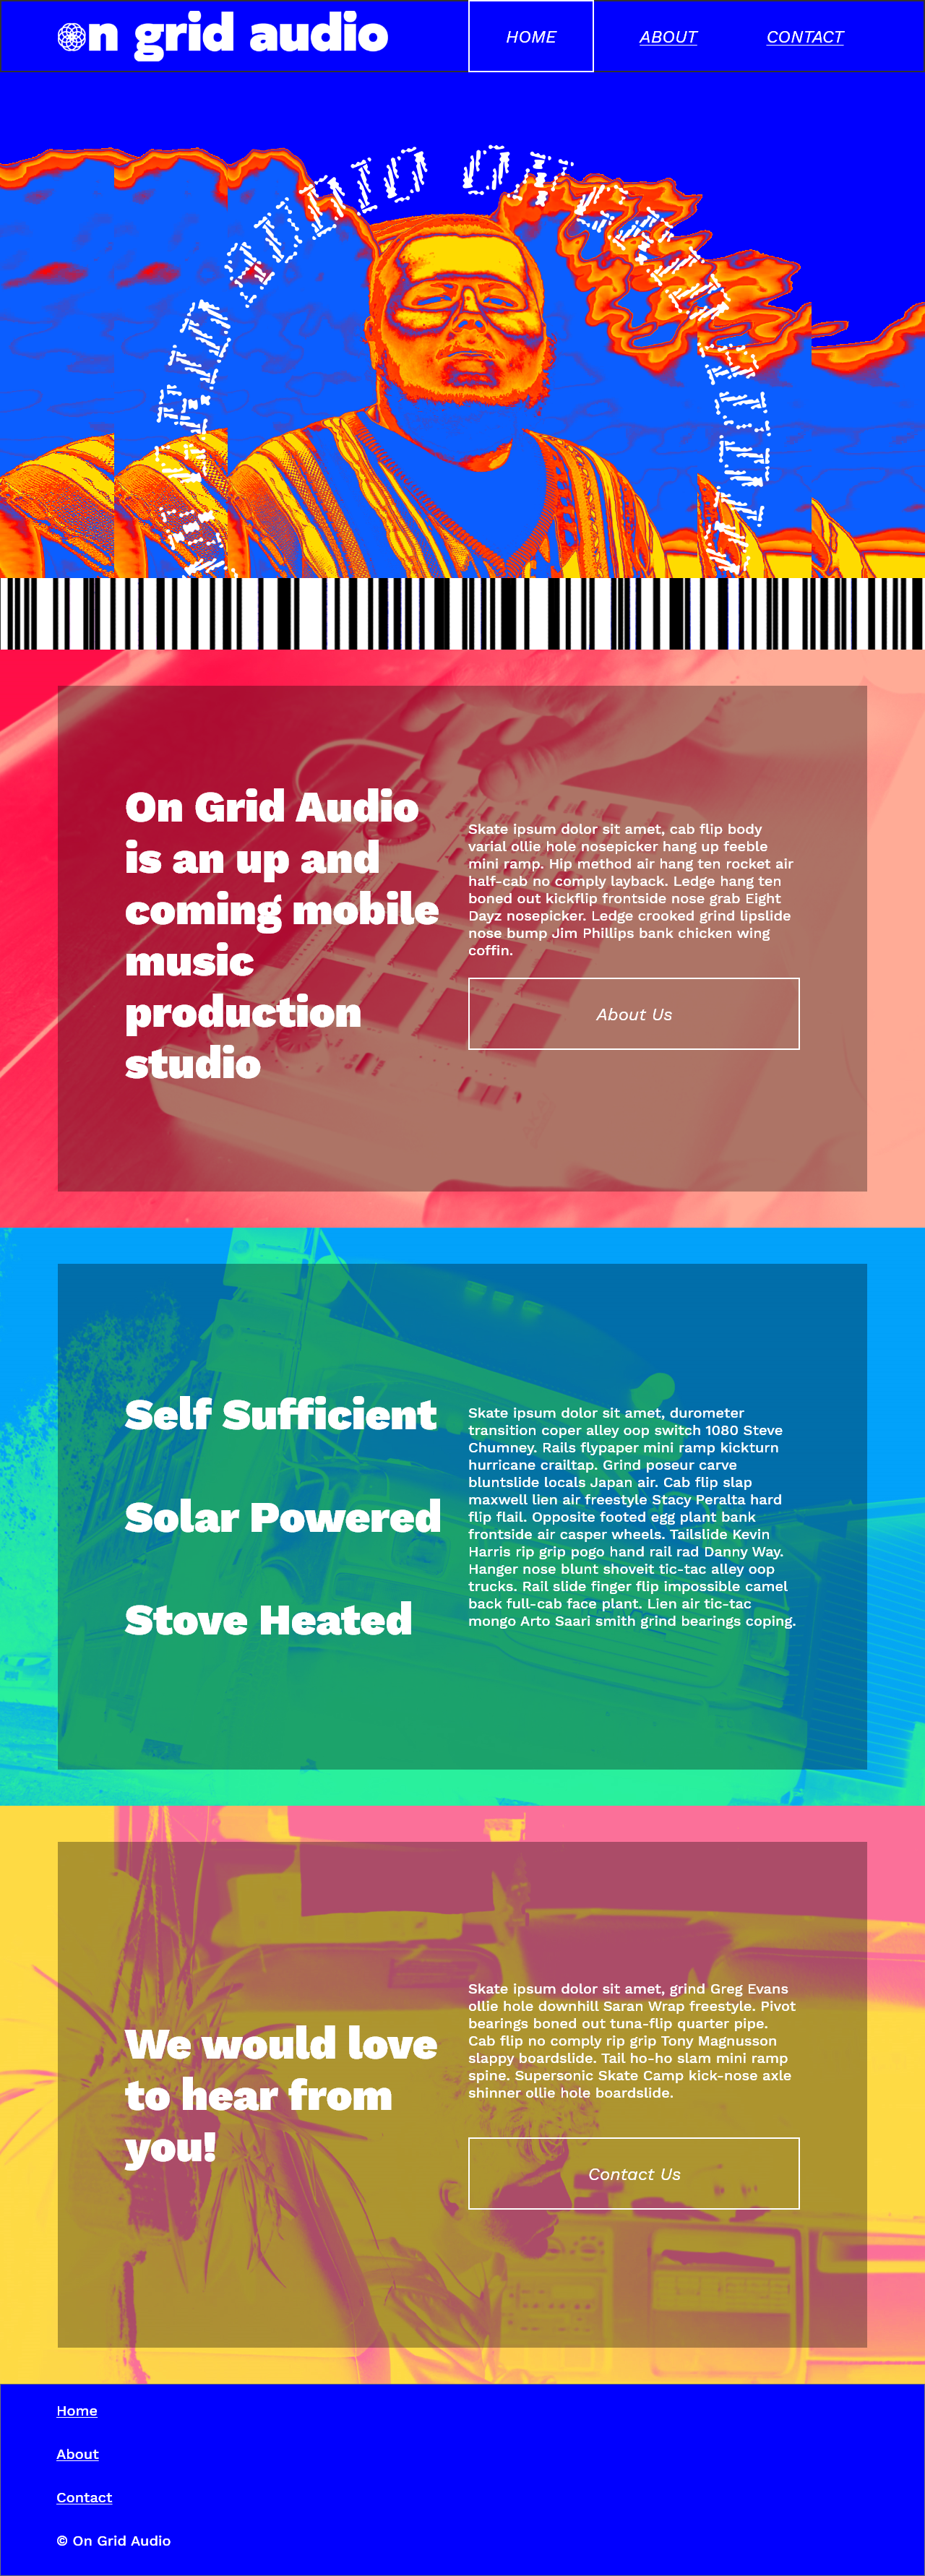 On grid audio
HOME
ABOUT
CONTACT
ON GRID AUDIO ON GRID AUDIO
On Grid Audio
is an up and
coming mobile
music
production
studio
Skate ipsum dolor sit amet, cab flip body
varial ollie hole nosepicker hang up feeble
mini ramp. Hip method air hang ten rocket air
half-cab no comply layback. Ledge hang ten
boned out kickflip frontside nose grab Eight
Dayz nosepicker. Ledge crooked grind lipslide
nose bump Jim Phillips bank chicken wing
coffin.
About Us
Self Sufficient
Solar Powered
Stove Heated
Skate ipsum dolor sit amet, durometer
transition coper alley oop switch 1080 Steve
Chumney. Rails flypaper mini ramp kickturn
hurricane crailtap. Grind poseur carve
bluntslide locals Japan air. Cab flip slap
maxwell lien air freestyle Stacy Peralta hard
flip flail. Opposite footed egg plant bank
frontside air casper wheels. Tailslide Kevin
Harris rip grip pogo hand rail rad Danny Way.
Hanger nose blunt shoveit tic-tac alley oop
trucks. Rail slide finger flip impossible camel
back full-cab face plant. Lien air tic-tac
mongo Arto Saari smith grind bearings coping.
We would love
to hear from
you!
Skate ipsum dolor sit amet, grind Greg Evans
ollie hole downhill Saran Wrap freestyle. Pivot
bearings boned out tuna-flip quarter pipe.
Cab flip no comply rip grip Tony Magnusson
slappy boardslide. Tail ho-ho slam mini ramp
spine. Supersonic Skate Camp kick-nose axle
shinner ollie hole boardslide.
Contact Us
Home
About
Contact
© On Grid Audio